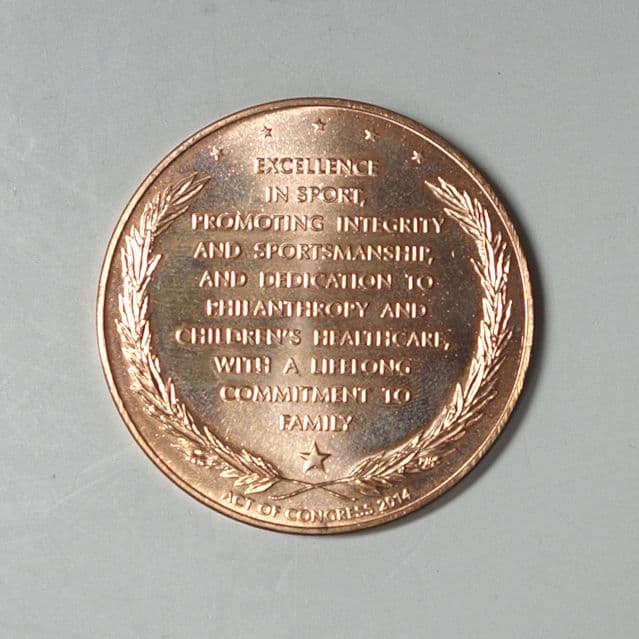 EXCELLENCE
IN SPORT,
PROMOTING INTEGRITY
AND SPORTSMANSHIP,
AND DEDICATION TO
PHILANTHROPY AND
CHILDREN'S HEALTHCARE,
WITH A LIFELONG
COMMITMENT TO
FAMILY
ACT OF CONGRESS 2014